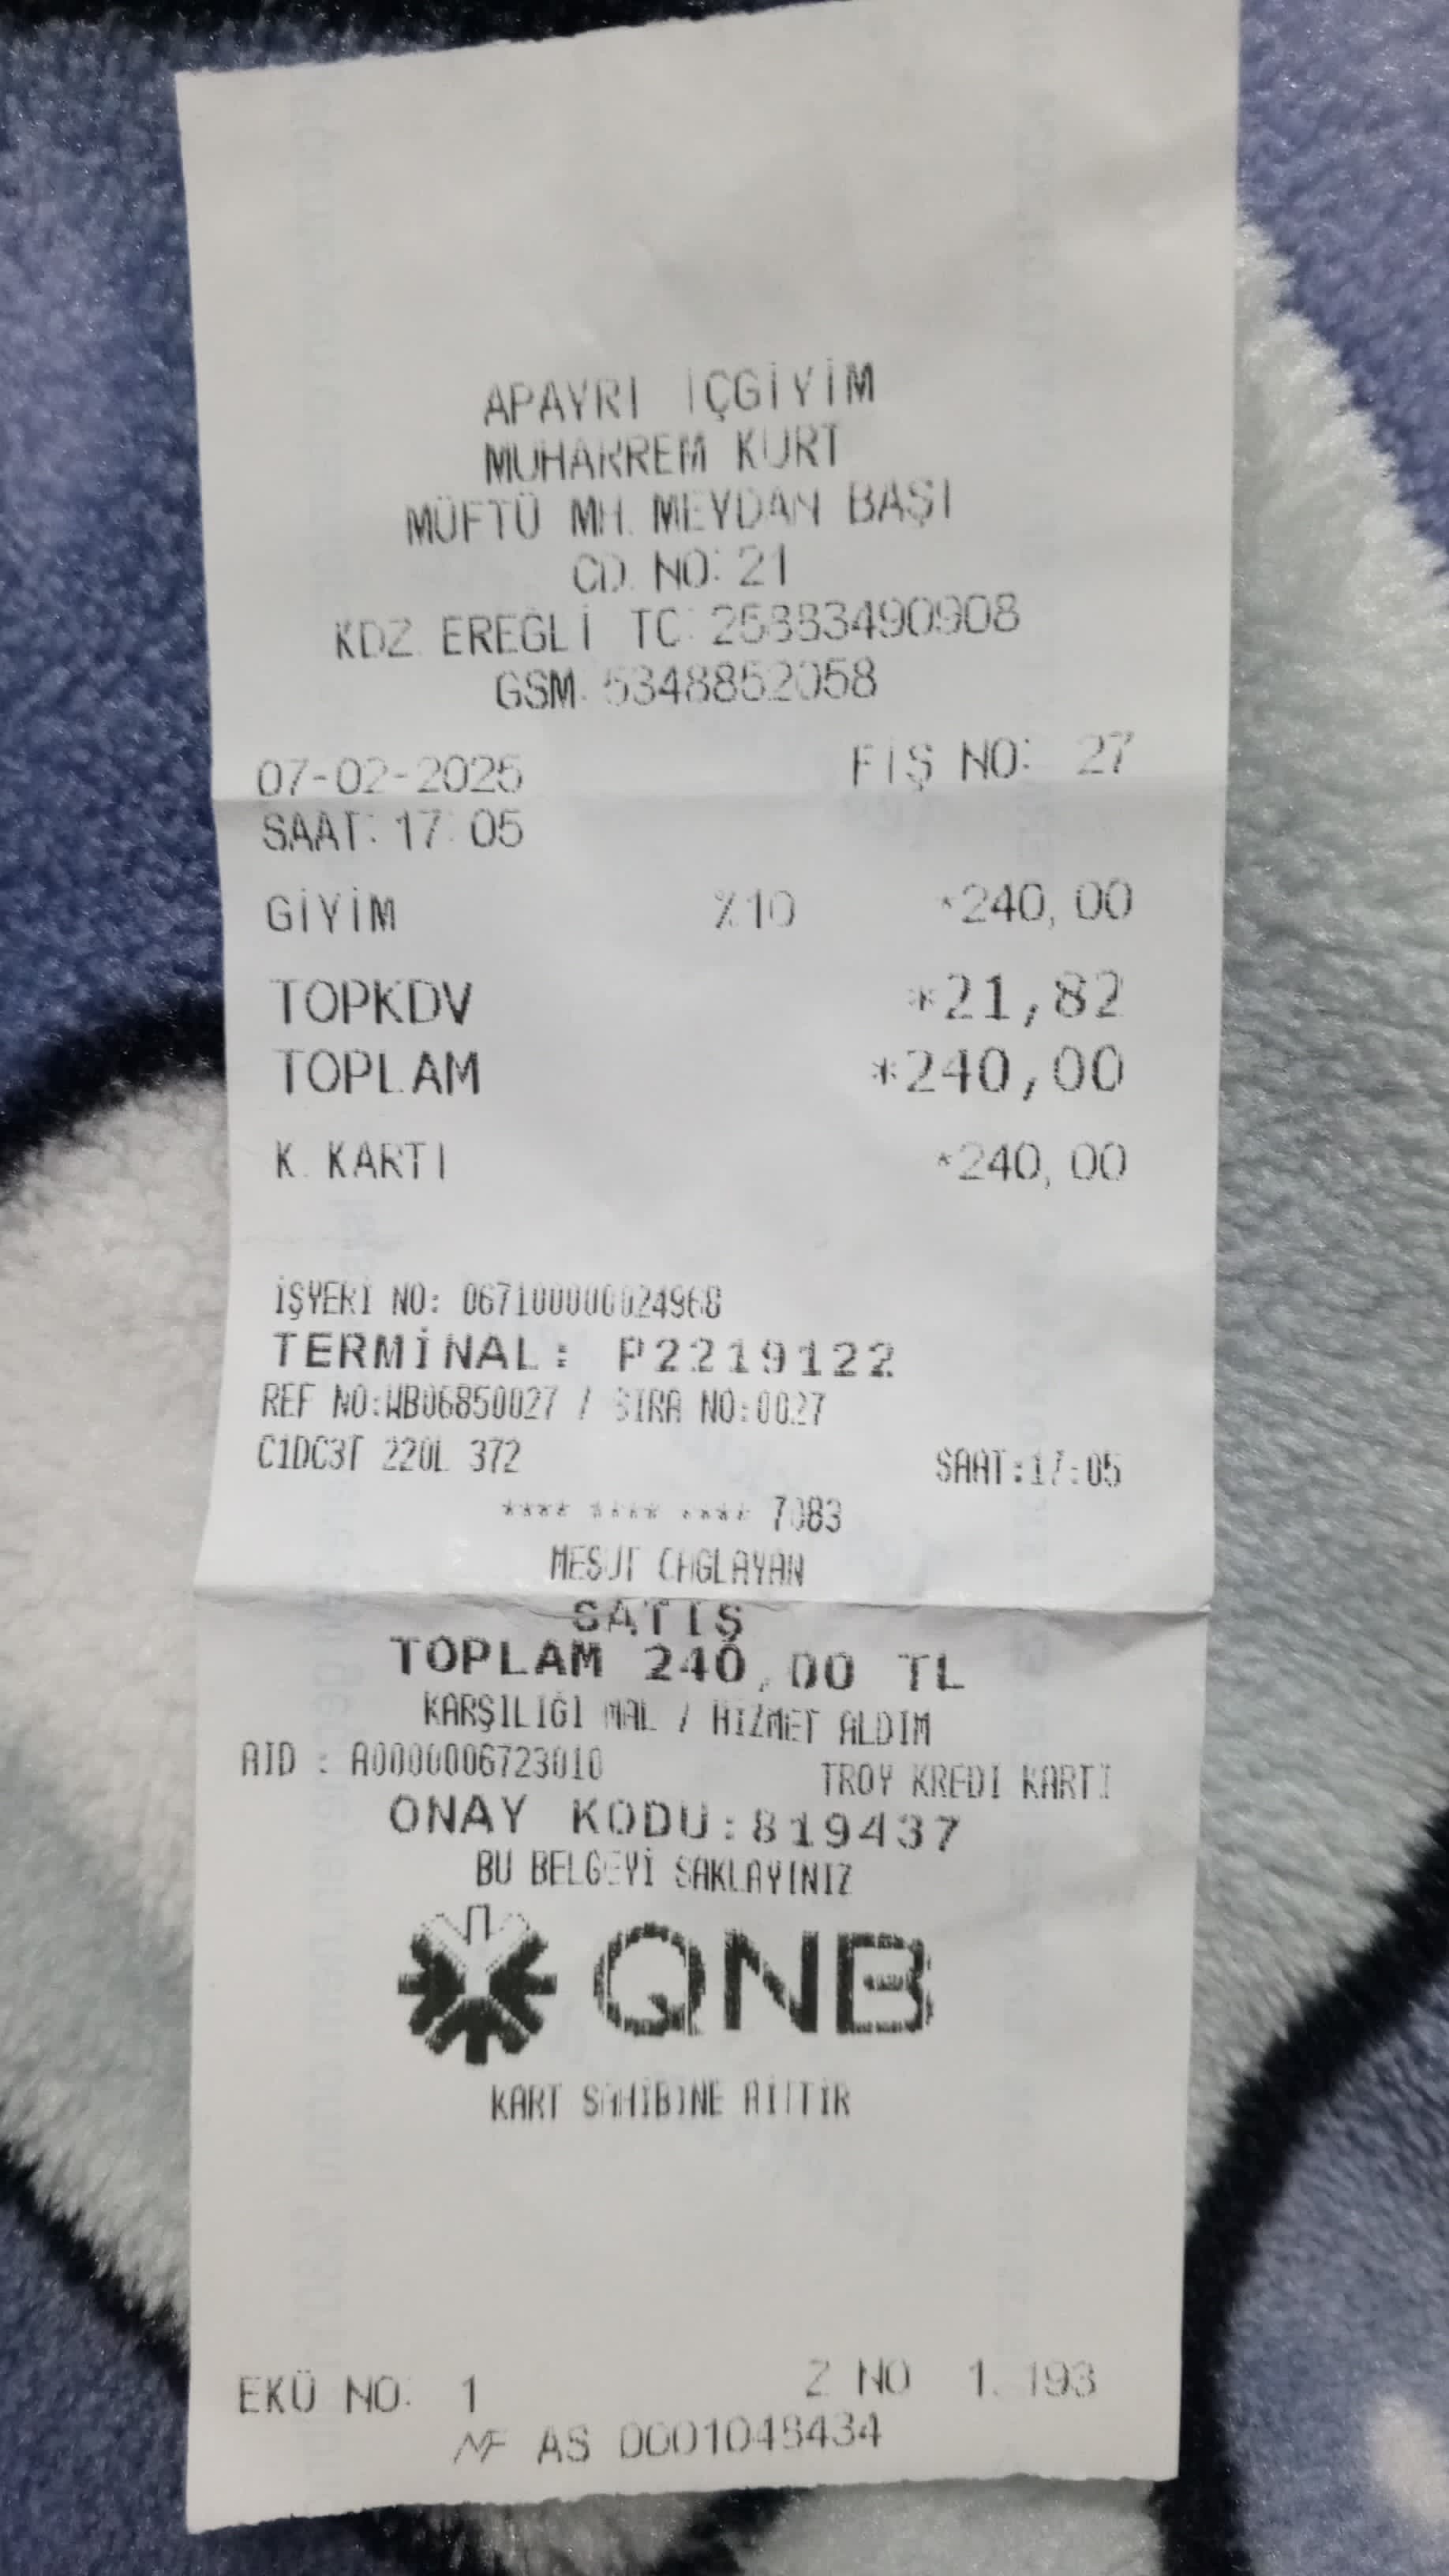 APAYRI İÇGİYİM
MUHARREM KURT
MÜFTÜ MH. MEYDAN BAŞI
CD. NO:21
KDZ. EREĞLİ TC: 25383490908
GSM: 5348852058
07-02-2025 FİŞ NO: 27
SAAT: 17:05
GİYİM %10 *240,00
TOPKDV *21,82
TOPLAM *240,00
K. KARTI *240,00
İŞYERİ NO: 067100000024968
TERMİNAL: P2219122
REF NO:WB06850027 / SIRA NO:0027
C1DC3T 220L 372 SAAT:17:05
**** **** **** 7083
MESUT CAGLAYAN
SATIŞ
TOPLAM 240,00 TL
KARŞILIĞI MAL / HİZMET ALDIM
AID : A0000006723010 TROY KREDI KARTI
ONAY KODU:819437
BU BELGEYİ SAKLAYINIZ
QNB
KART SAHİBİNE AİTTİR
EKÜ NO: 1 Z NO 1.193
MF AS 0001048434